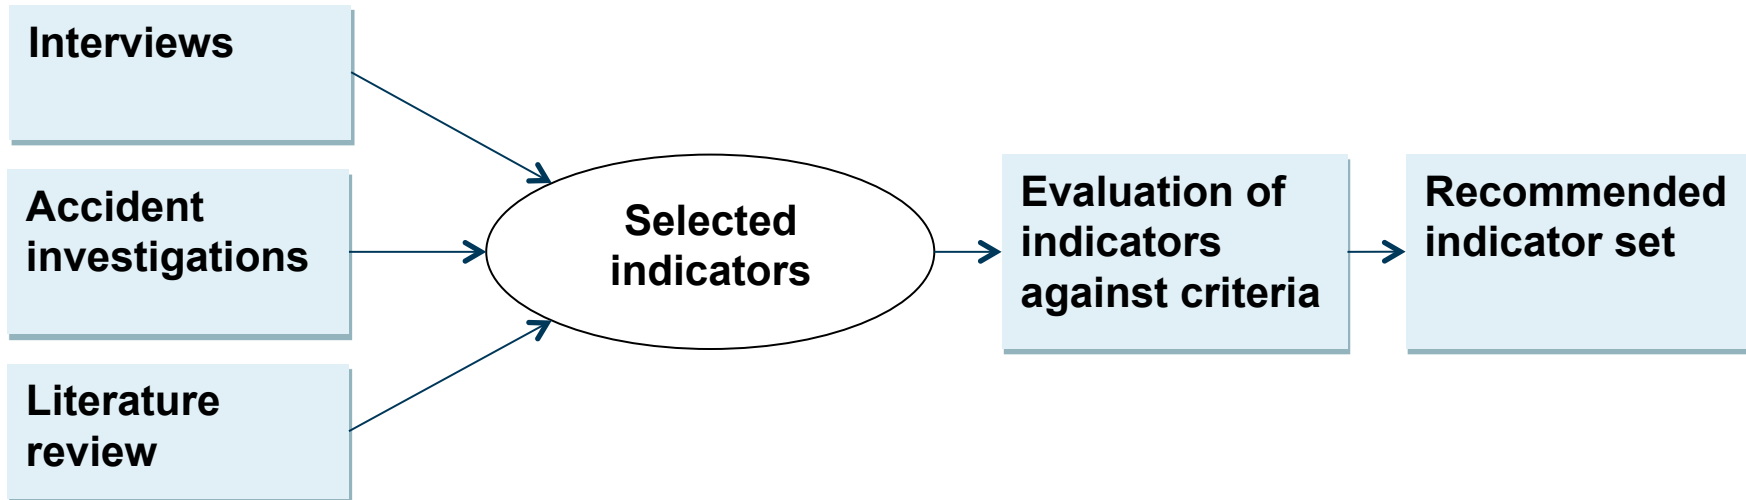 Interviews
Accident
investigations
Literature
review
Selected
indicators
Evaluation of
indicators
against criteria
Recommended
indicator set